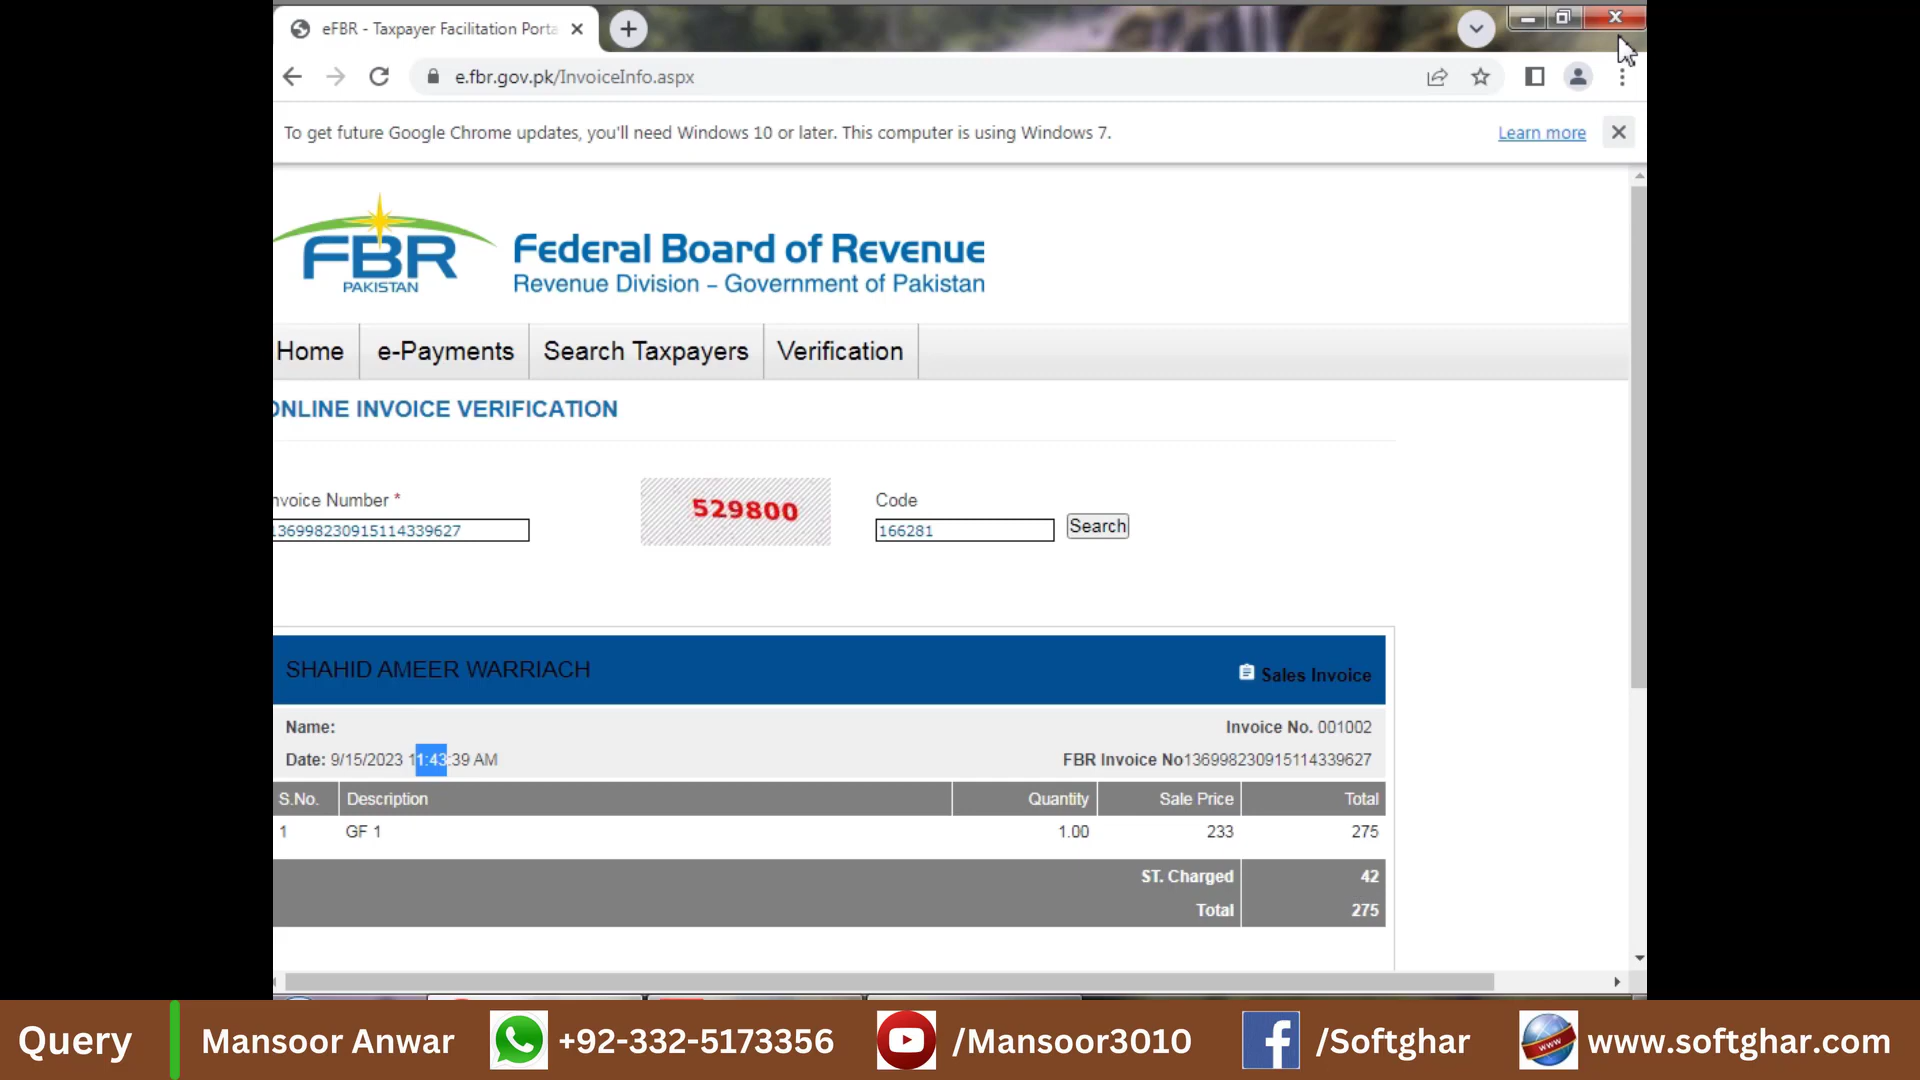 eFBR - Taxpayer Facilitation Porta
e.fbr.gov.pk/InvoiceInfo.aspx
To get future Google Chrome updates, you'll need Windows 10 or later. This computer is using Windows 7.
Learn more
FBR
PAKISTAN
Federal Board of Revenue
Revenue Division – Government of Pakistan
Home
e-Payments
Search Taxpayers
Verification
ONLINE INVOICE VERIFICATION
nvoice Number *
529800
Code
136998230915114339627
166281
Search
SHAHID AMEER WARRIACH
Sales Invoice
Name:
Invoice No. 001002
Date: 9/15/2023 11:43:39 AM
FBR Invoice No136998230915114339627
S.No. Description Quantity Sale Price Total
1 GF 1 1.00 233 275
ST. Charged 42
Total 275
Query
Mansoor Anwar
+92-332-5173356
/Mansoor3010
/Softghar
www
www.softghar.com